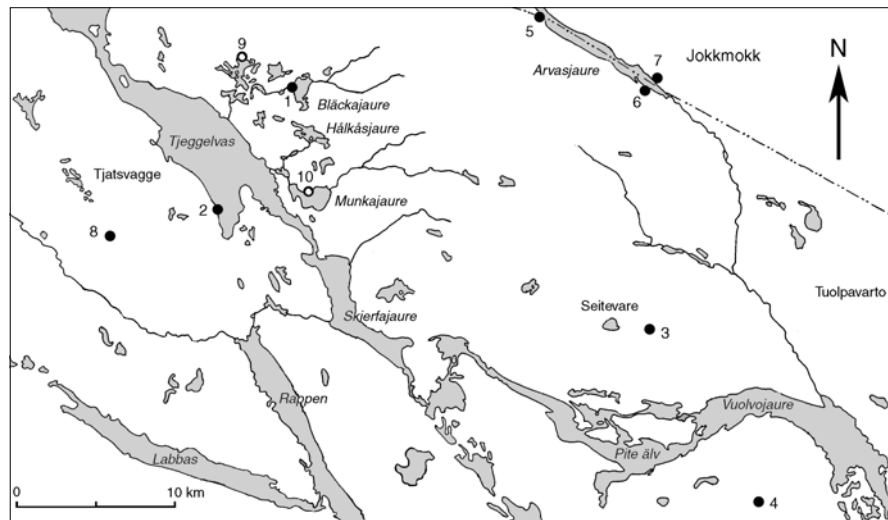 5
9
7
Jokkmokk
N
Arvasjaure
1
6
Bläckajaure
Hålkåsjaure
Tjeggelvas
Tjatsvagge
10
2
Munkajaure
8
Tuolpavarto
Seitevare
Skierfajaure
3
Rappen
Vuolvojaure
Labbas
Pite älv
0 10 km
4